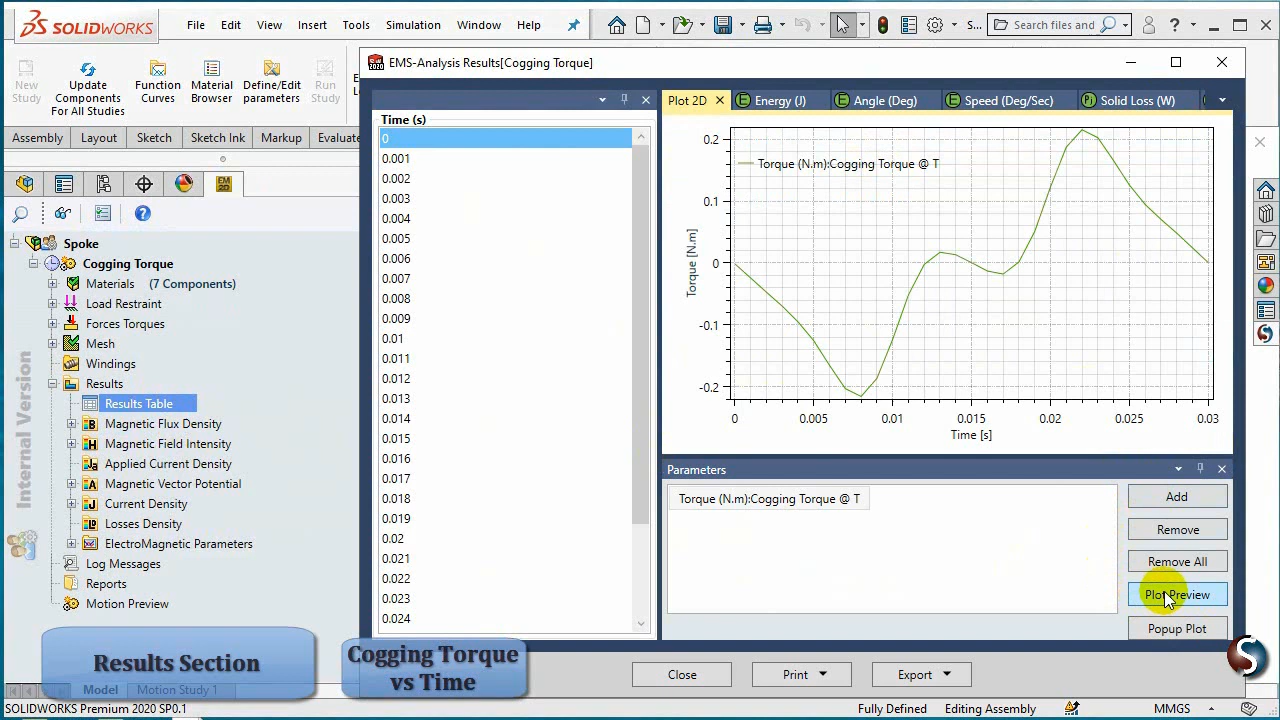 SOLIDWORKS
File Edit View Insert Tools Simulation Window Help
S...
Search files and
New Study
Update Components For All Studies
Function Curves
Material Browser
Define/Edit parameters
Run Study
Assembly Layout Sketch Sketch Ink Markup Evaluate
EMS-Analysis Results[Cogging Torque]
Spoke
Cogging Torque
Materials (7 Components)
Load Restraint
Forces Torques
Mesh
Windings
Results
Results Table
Magnetic Flux Density
Magnetic Field Intensity
Applied Current Density
Magnetic Vector Potential
Current Density
Losses Density
ElectroMagnetic Parameters
Log Messages
Reports
Motion Preview
Internal Version
Time (s)
0
0.001
0.002
0.003
0.004
0.005
0.006
0.007
0.008
0.009
0.01
0.011
0.012
0.013
0.014
0.015
0.016
0.017
0.018
0.019
0.02
0.021
0.022
0.023
0.024
Plot 2D
Energy (J)
Angle (Deg)
Speed (Deg/Sec)
Solid Loss (W)
Torque (N.m):Cogging Torque @ T
Torque [N.m]
0.2
0.1
0
-0.1
-0.2
0 0.005 0.01 0.015 0.02 0.025 0.03
Time [s]
Parameters
Torque (N.m):Cogging Torque @ T
Add
Remove
Remove All
Plot Preview
Popup Plot
Close Print Export
Results Section
Cogging Torque
vs Time
Model Motion Study 1
SOLIDWORKS Premium 2020 SP0.1
Fully Defined Editing Assembly MMGS